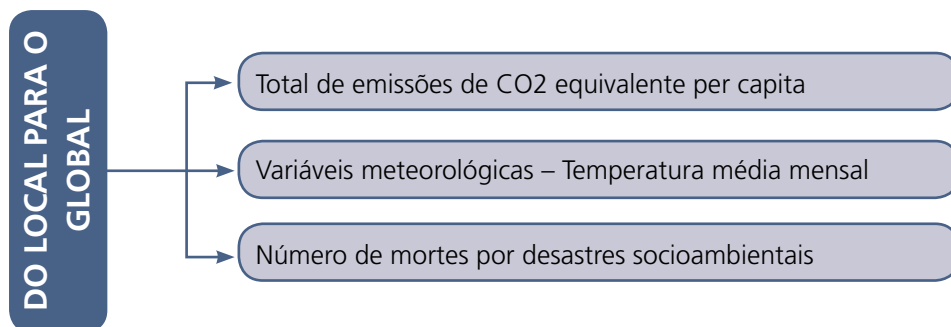 DO LOCAL PARA O
GLOBAL
Total de emissões de CO2 equivalente per capita
Variáveis meteorológicas – Temperatura média mensal
Número de mortes por desastres socioambientais